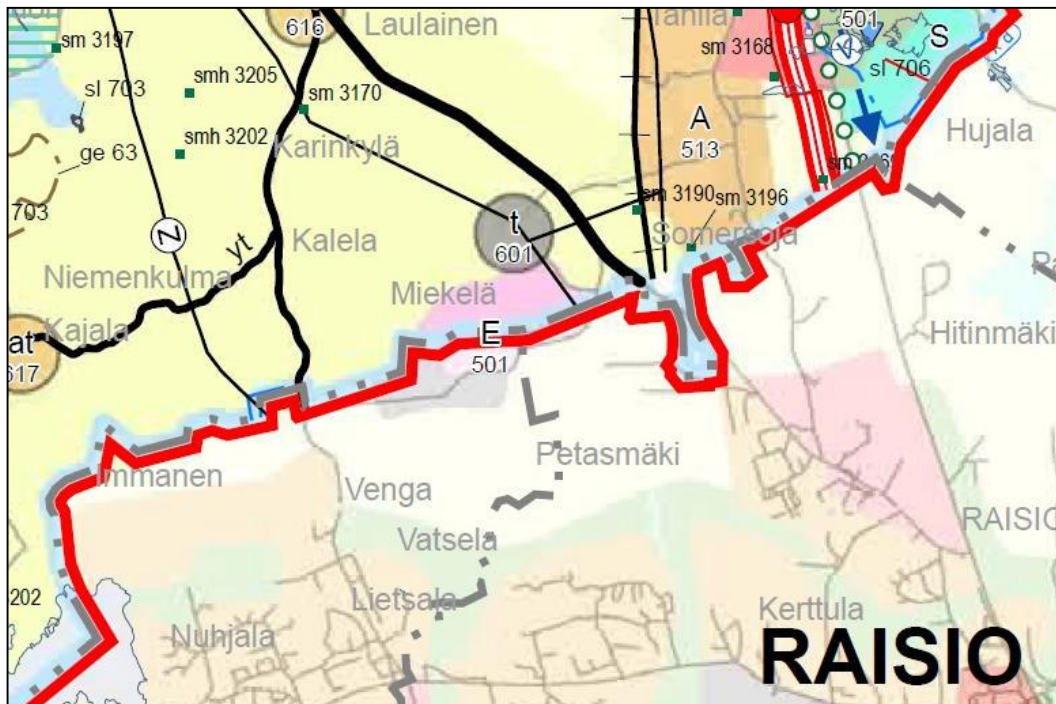 616
Laulainen
501
S
sm 3197
sm 3168
sl 706
smh 3205
sl 703
sm 3170
A
513
Hujala
ge 63
smh 3202
Karinkylä
703
sm 3190
sm 3196
t
601
Z
yt
Kalela
Somersoja
Niemenkulma
Miekelä
Kajala
at
617
E
501
Hitinmäki
Petasmäki
Immanen
Venga
Vatsela
RAISIO
202
Lietsala
Kerttula
Nuhjala
RAISIO